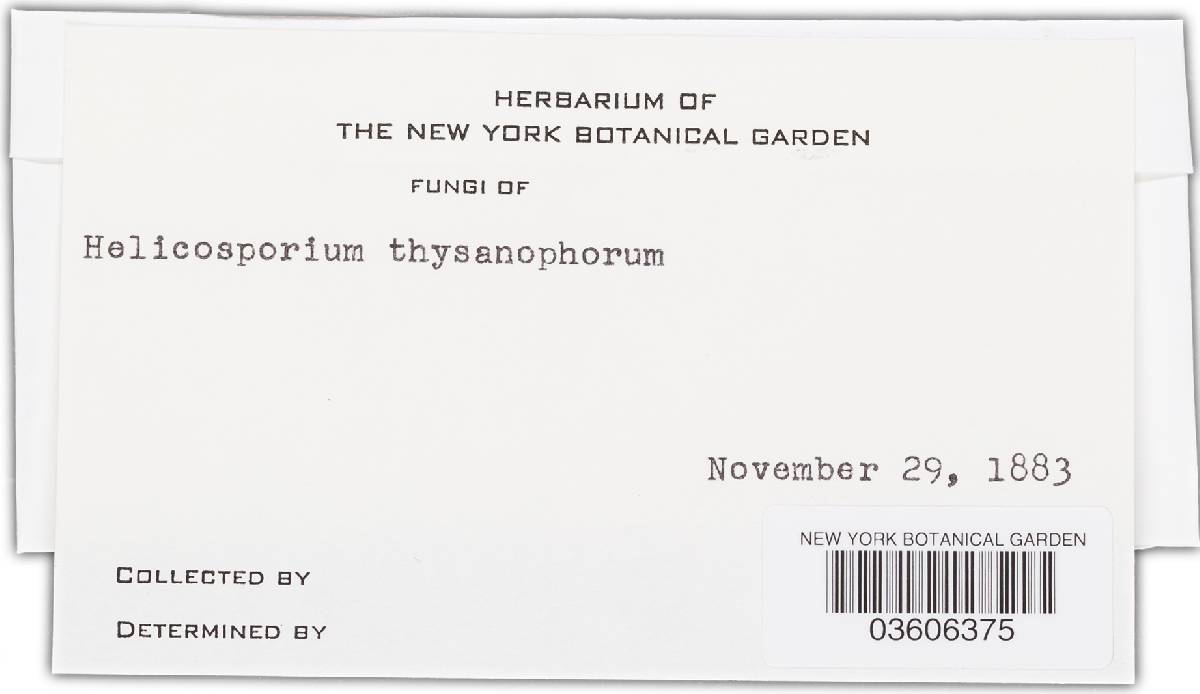 HERBARIUM OF
THE NEW YORK BOTANICAL GARDEN
FUNGI OF
Helicosporium thysanophorum
November 29, 1883
NEW YORK BOTANICAL GARDEN
03606375
COLLECTED BY
DETERMINED BY